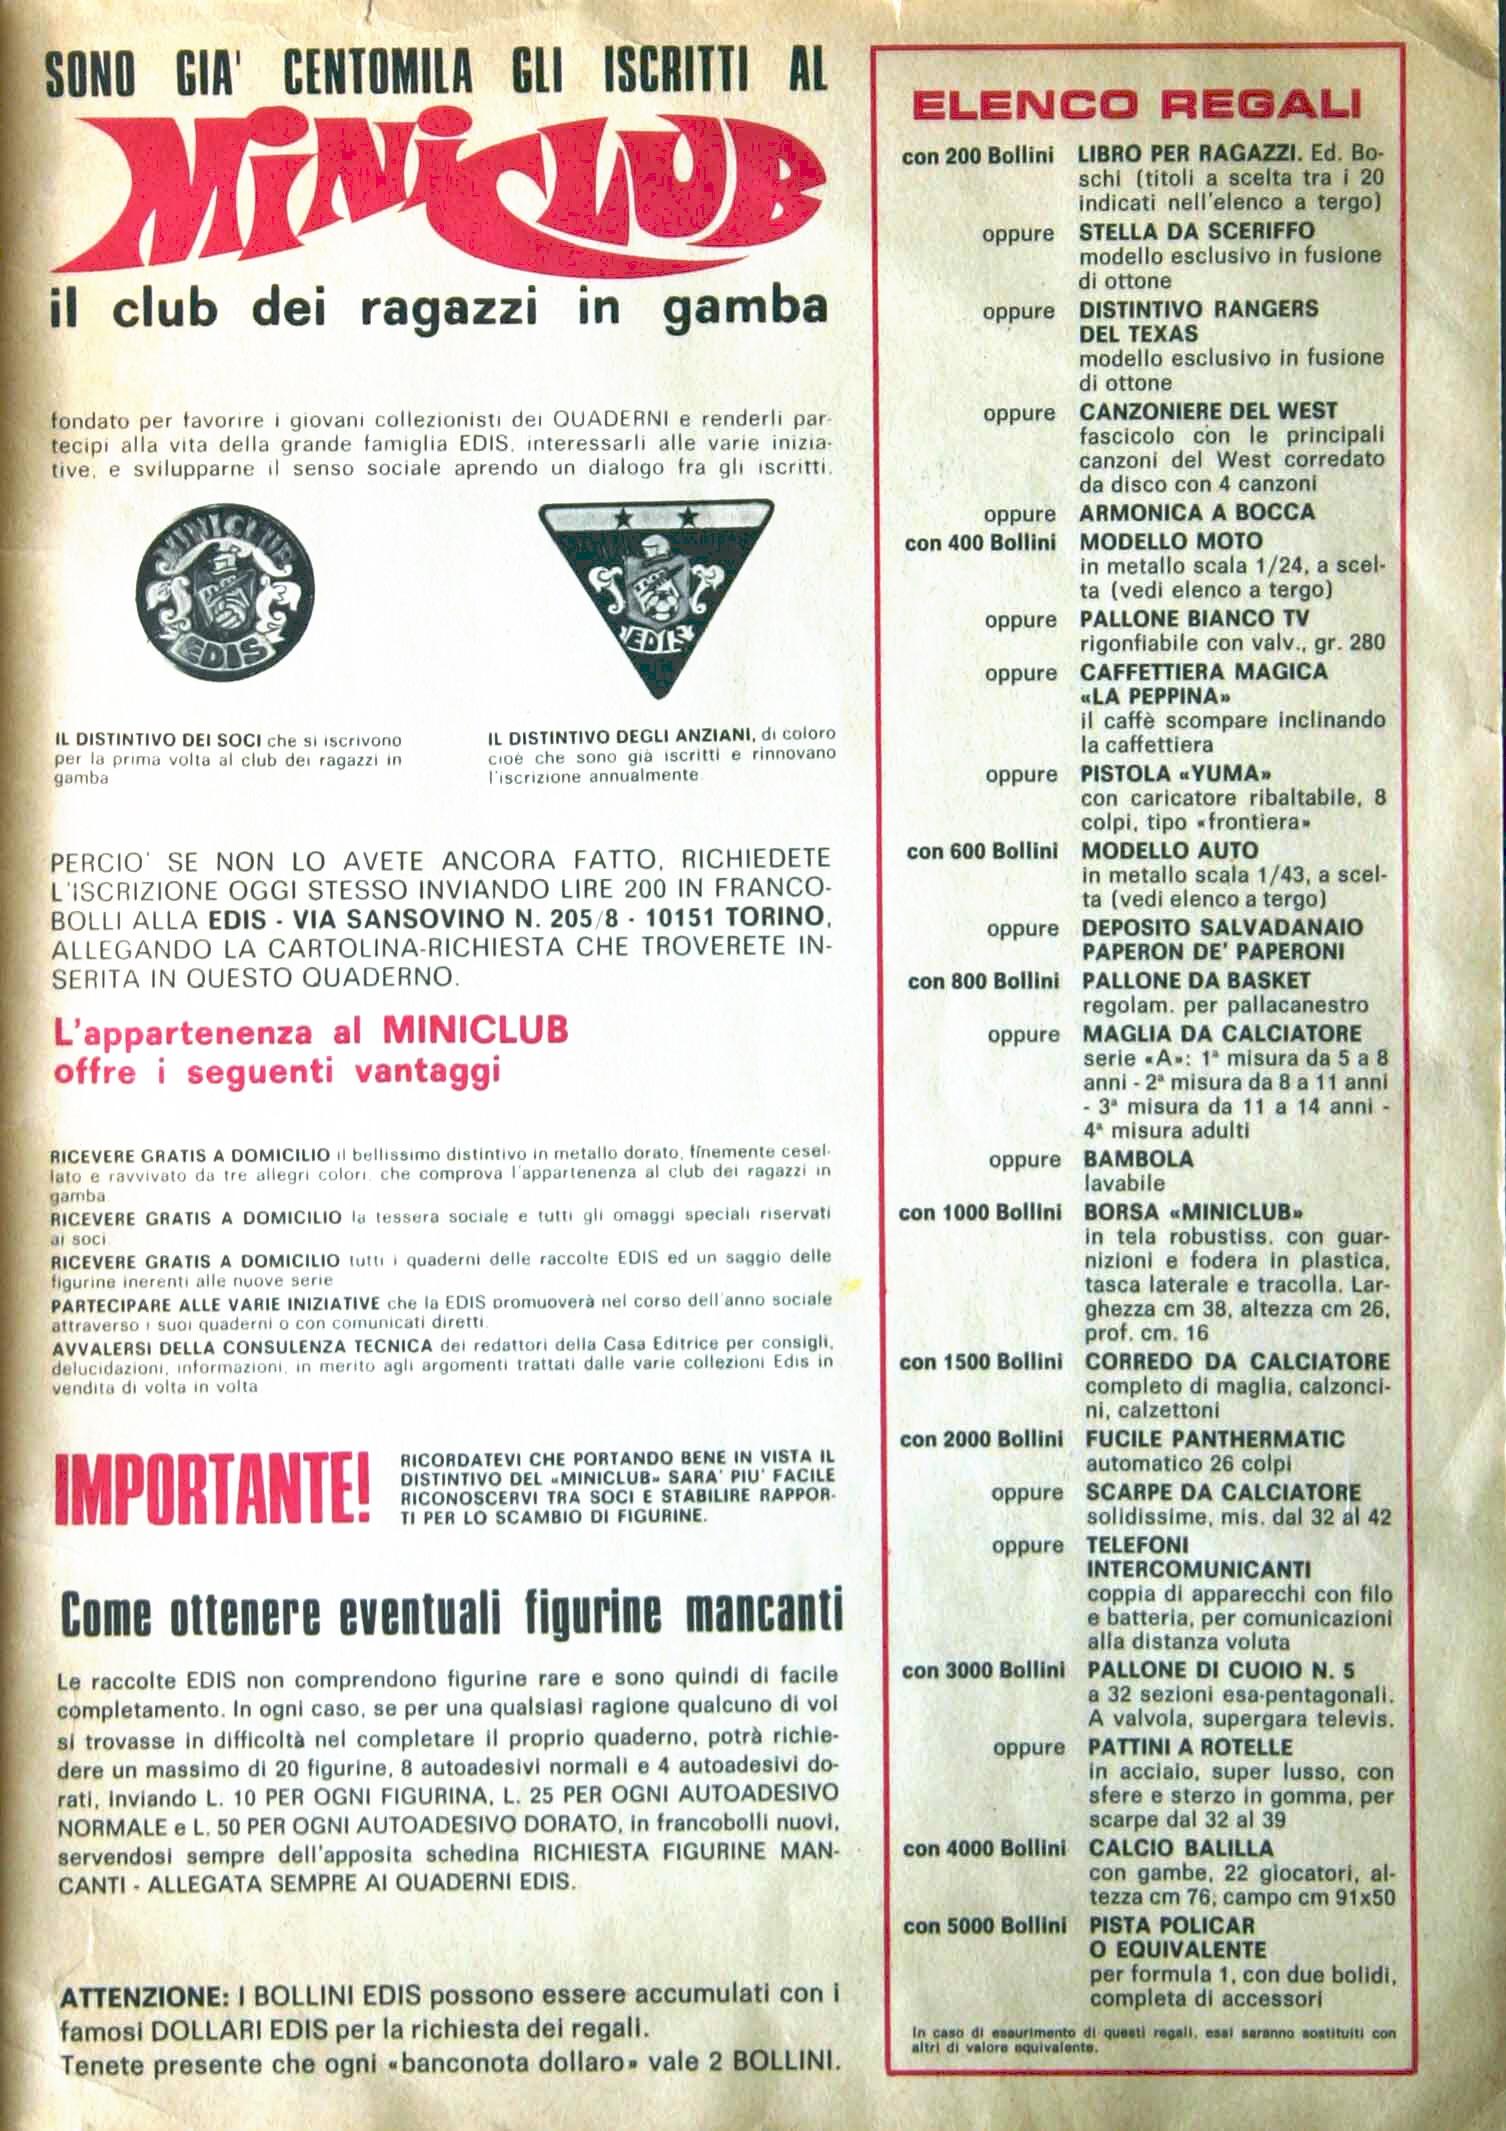 SONO GIA' CENTOMILA GLI ISCRITTI AL
MINICLUB
il club dei ragazzi in gamba
fondato per favorire i giovani collezionisti dei QUADERNI e renderli par-
tecipi alla vita della grande famiglia EDIS, interessarli alle varie inizia-
tive, e svilupparne il senso sociale aprendo un dialogo fra gli iscritti.
MINICLUB
EDIS
EDIS
IL DISTINTIVO DEI SOCI che si iscrivono
per la prima volta al club dei ragazzi in
gamba
IL DISTINTIVO DEGLI ANZIANI, di coloro
cioè che sono già iscritti e rinnovano
l'iscrizione annualmente.
PERCIO' SE NON LO AVETE ANCORA FATTO, RICHIEDETE
L'ISCRIZIONE OGGI STESSO INVIANDO LIRE 200 IN FRANCO-
BOLLI ALLA EDIS - VIA SANSOVINO N. 205/8 - 10151 TORINO,
ALLEGANDO LA CARTOLINA-RICHIESTA CHE TROVERETE IN-
SERITA IN QUESTO QUADERNO.
L'appartenenza al MINICLUB
offre i seguenti vantaggi
RICEVERE GRATIS A DOMICILIO il bellissimo distintivo in metallo dorato, finemente cesel-
lato e ravvivato da tre allegri colori, che comprova l'appartenenza al club dei ragazzi in
gamba
RICEVERE GRATIS A DOMICILIO la tessera sociale e tutti gli omaggi speciali riservati
ai soci.
RICEVERE GRATIS A DOMICILIO tutti i quaderni delle raccolte EDIS ed un saggio delle
figurine inerenti alle nuove serie
PARTECIPARE ALLE VARIE INIZIATIVE che la EDIS promuoverà nel corso dell'anno sociale
attraverso i suoi quaderni o con comunicati diretti.
AVVALERSI DELLA CONSULENZA TECNICA dei redattori della Casa Editrice per consigli,
delucidazioni, informazioni, in merito agli argomenti trattati dalle varie collezioni Edis in
vendita di volta in volta
IMPORTANTE!
RICORDATEVI CHE PORTANDO BENE IN VISTA IL
DISTINTIVO DEL «MINICLUB» SARA' PIU' FACILE
RICONOSCERVI TRA SOCI E STABILIRE RAPPOR-
TI PER LO SCAMBIO DI FIGURINE.
Come ottenere eventuali figurine mancanti
Le raccolte EDIS non comprendono figurine rare e sono quindi di facile
completamento. In ogni caso, se per una qualsiasi ragione qualcuno di voi
si trovasse in difficoltà nel completare il proprio quaderno, potrà richie-
dere un massimo di 20 figurine, 8 autoadesivi normali e 4 autoadesivi do-
rati, inviando L. 10 PER OGNI FIGURINA, L. 25 PER OGNI AUTOADESIVO
NORMALE e L. 50 PER OGNI AUTOADESIVO DORATO, in francobolli nuovi,
servendosi sempre dell'apposita schedina RICHIESTA FIGURINE MAN-
CANTI - ALLEGATA SEMPRE AI QUADERNI EDIS.
ATTENZIONE: I BOLLINI EDIS possono essere accumulati con i
famosi DOLLARI EDIS per la richiesta dei regali.
Tenete presente che ogni «banconota dollaro» vale 2 BOLLINI.
ELENCO REGALI
con 200 Bollini LIBRO PER RAGAZZI. Ed. Bo-
schi (titoli a scelta tra i 20
indicati nell'elenco a tergo)
oppure STELLA DA SCERIFFO
modello esclusivo in fusione
di ottone
oppure DISTINTIVO RANGERS
DEL TEXAS
modello esclusivo in fusione
di ottone
oppure CANZONIERE DEL WEST
fascicolo con le principali
canzoni del West corredato
da disco con 4 canzoni
oppure ARMONICA A BOCCA
con 400 Bollini MODELLO MOTO
in metallo scala 1/24, a scel-
ta (vedi elenco a tergo)
oppure PALLONE BIANCO TV
rigonfiabile con valv., gr. 280
oppure CAFFETTIERA MAGICA
«LA PEPPINA»
il caffè scompare inclinando
la caffettiera
oppure PISTOLA «YUMA»
con caricatore ribaltabile, 8
colpi, tipo «frontiera»
con 600 Bollini MODELLO AUTO
in metallo scala 1/43, a scel-
ta (vedi elenco a tergo)
oppure DEPOSITO SALVADANAIO
PAPERON DE' PAPERONI
con 800 Bollini PALLONE DA BASKET
regolam. per pallacanestro
oppure MAGLIA DA CALCIATORE
serie «A»: 1ª misura da 5 a 8
anni - 2ª misura da 8 a 11 anni
- 3ª misura da 11 a 14 anni -
4ª misura adulti
oppure BAMBOLA
lavabile
con 1000 Bollini BORSA «MINICLUB»
in tela robustiss. con guar-
nizioni e fodera in plastica,
tasca laterale e tracolla. Lar-
ghezza cm 38, altezza cm 26,
prof. cm. 16
con 1500 Bollini CORREDO DA CALCIATORE
completo di maglia, calzonci-
ni, calzettoni
con 2000 Bollini FUCILE PANTHERMATIC
automatico 26 colpi
oppure SCARPE DA CALCIATORE
solidissime, mis. dal 32 al 42
oppure TELEFONI
INTERCOMUNICANTI
coppia di apparecchi con filo
e batteria, per comunicazioni
alla distanza voluta
con 3000 Bollini PALLONE DI CUOIO N. 5
a 32 sezioni esa-pentagonali.
A valvola, supergara televis.
oppure PATTINI A ROTELLE
in acciaio, super lusso, con
sfere e sterzo in gomma, per
scarpe dal 32 al 39
con 4000 Bollini CALCIO BALILLA
con gambe, 22 giocatori, al-
tezza cm 76, campo cm 91x50
con 5000 Bollini PISTA POLICAR
O EQUIVALENTE
per formula 1, con due bolidi,
completa di accessori
In caso di esaurimento di questi regali, essi saranno sostituiti con
altri di valore equivalente.